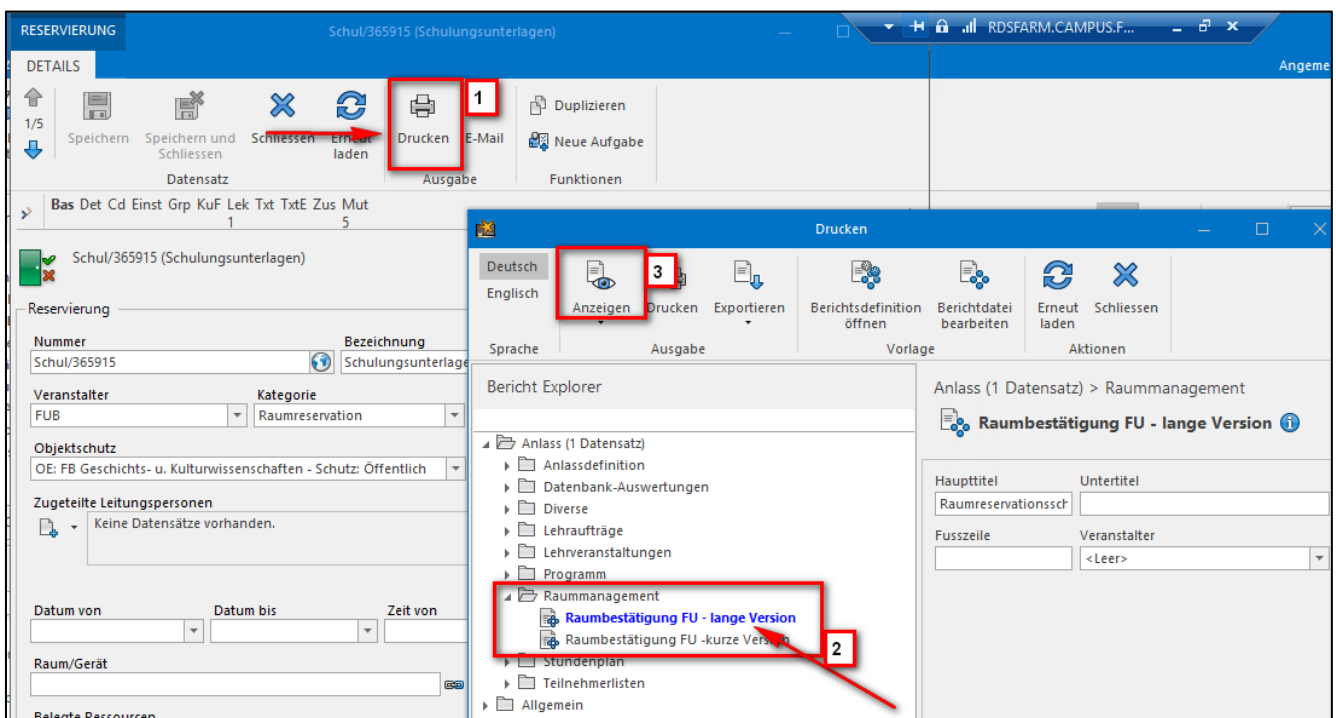 RESERVIERUNG
Schul/365915 (Schulungsunterlagen)
RDSFARM.CAMPUS.F...
DETAILS
Angeme
1/5
Speichern
Speichern und
Schliessen
Schliessen
Erneut
laden
Drucken
1
E-Mail
Duplizieren
Neue Aufgabe
Datensatz
Ausgabe
Funktionen
Bas Det Cd Einst Grp KuF Lek Txt TxtE Zus Mut
1 5
Schul/365915 (Schulungsunterlagen)
Reservierung
Nummer
Bezeichnung
Schul/365915
Schulungsunterlage
Veranstalter
Kategorie
FUB
Raumreservation
Objektschutz
OE: FB Geschichts- u. Kulturwissenschaften - Schutz: Öffentlich
Zugeteilte Leitungspersonen
Keine Datensätze vorhanden.
Datum von
Datum bis
Zeit von
Raum/Gerät
Belegte Ressourcen
Drucken
Deutsch
Englisch
Anzeigen
3
Drucken
Exportieren
Berichtsdefinition
öffnen
Berichtdatei
bearbeiten
Erneut
laden
Schliessen
Sprache
Ausgabe
Vorlage
Aktionen
Bericht Explorer
Anlass (1 Datensatz)
Anlassdefinition
Datenbank-Auswertungen
Diverse
Lehraufträge
Lehrveranstaltungen
Programm
Raummanagement
Raumbestätigung FU - lange Version
Raumbestätigung FU -kurze Version
2
Stundenplan
Teilnehmerlisten
Allgemein
Anlass (1 Datensatz) > Raummanagement
Raumbestätigung FU - lange Version
Haupttitel
Untertitel
Raumreservationssch
Fusszeile
Veranstalter
<Leer>